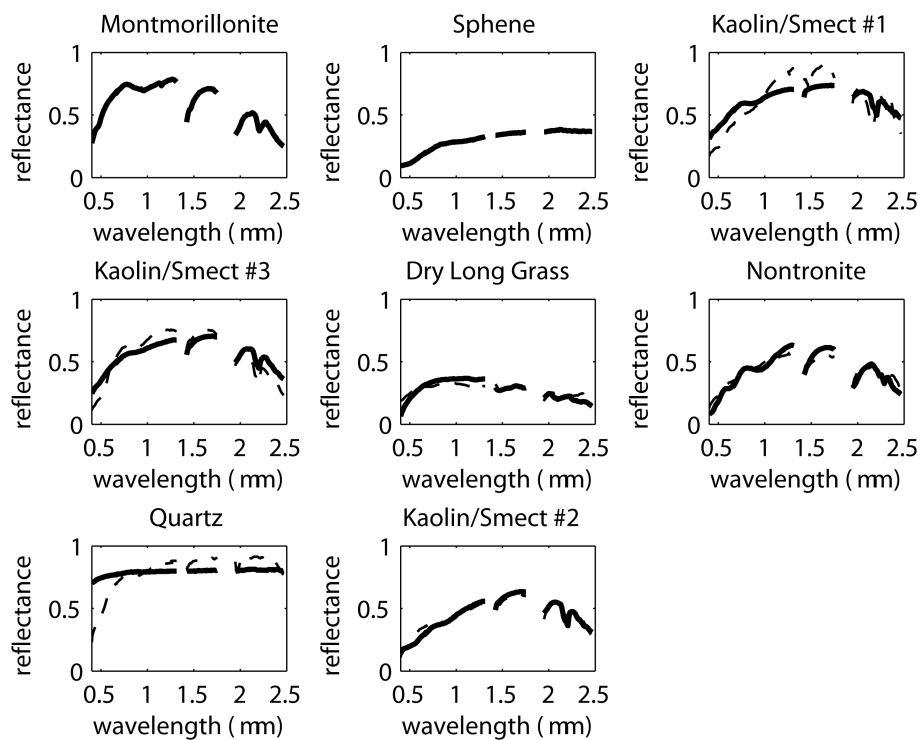 Montmorillonite Sphene Kaolin/Smect #1
1 1 1
reflectance reflectance reflectance
0.5 0.5 0.5
0 0 0
0.5 1 1.5 2 2.5 0.5 1 1.5 2 2.5 0.5 1 1.5 2 2.5
wavelength ( mm) wavelength ( mm) wavelength ( mm)
Kaolin/Smect #3 Dry Long Grass Nontronite
1 1 1
reflectance reflectance reflectance
0.5 0.5 0.5
0 0 0
0.5 1 1.5 2 2.5 0.5 1 1.5 2 2.5 0.5 1 1.5 2 2.5
wavelength ( mm) wavelength ( mm) wavelength ( mm)
Quartz Kaolin/Smect #2
1 1
reflectance reflectance
0.5 0.5
0 0
0.5 1 1.5 2 2.5 0.5 1 1.5 2 2.5
wavelength ( mm) wavelength ( mm)